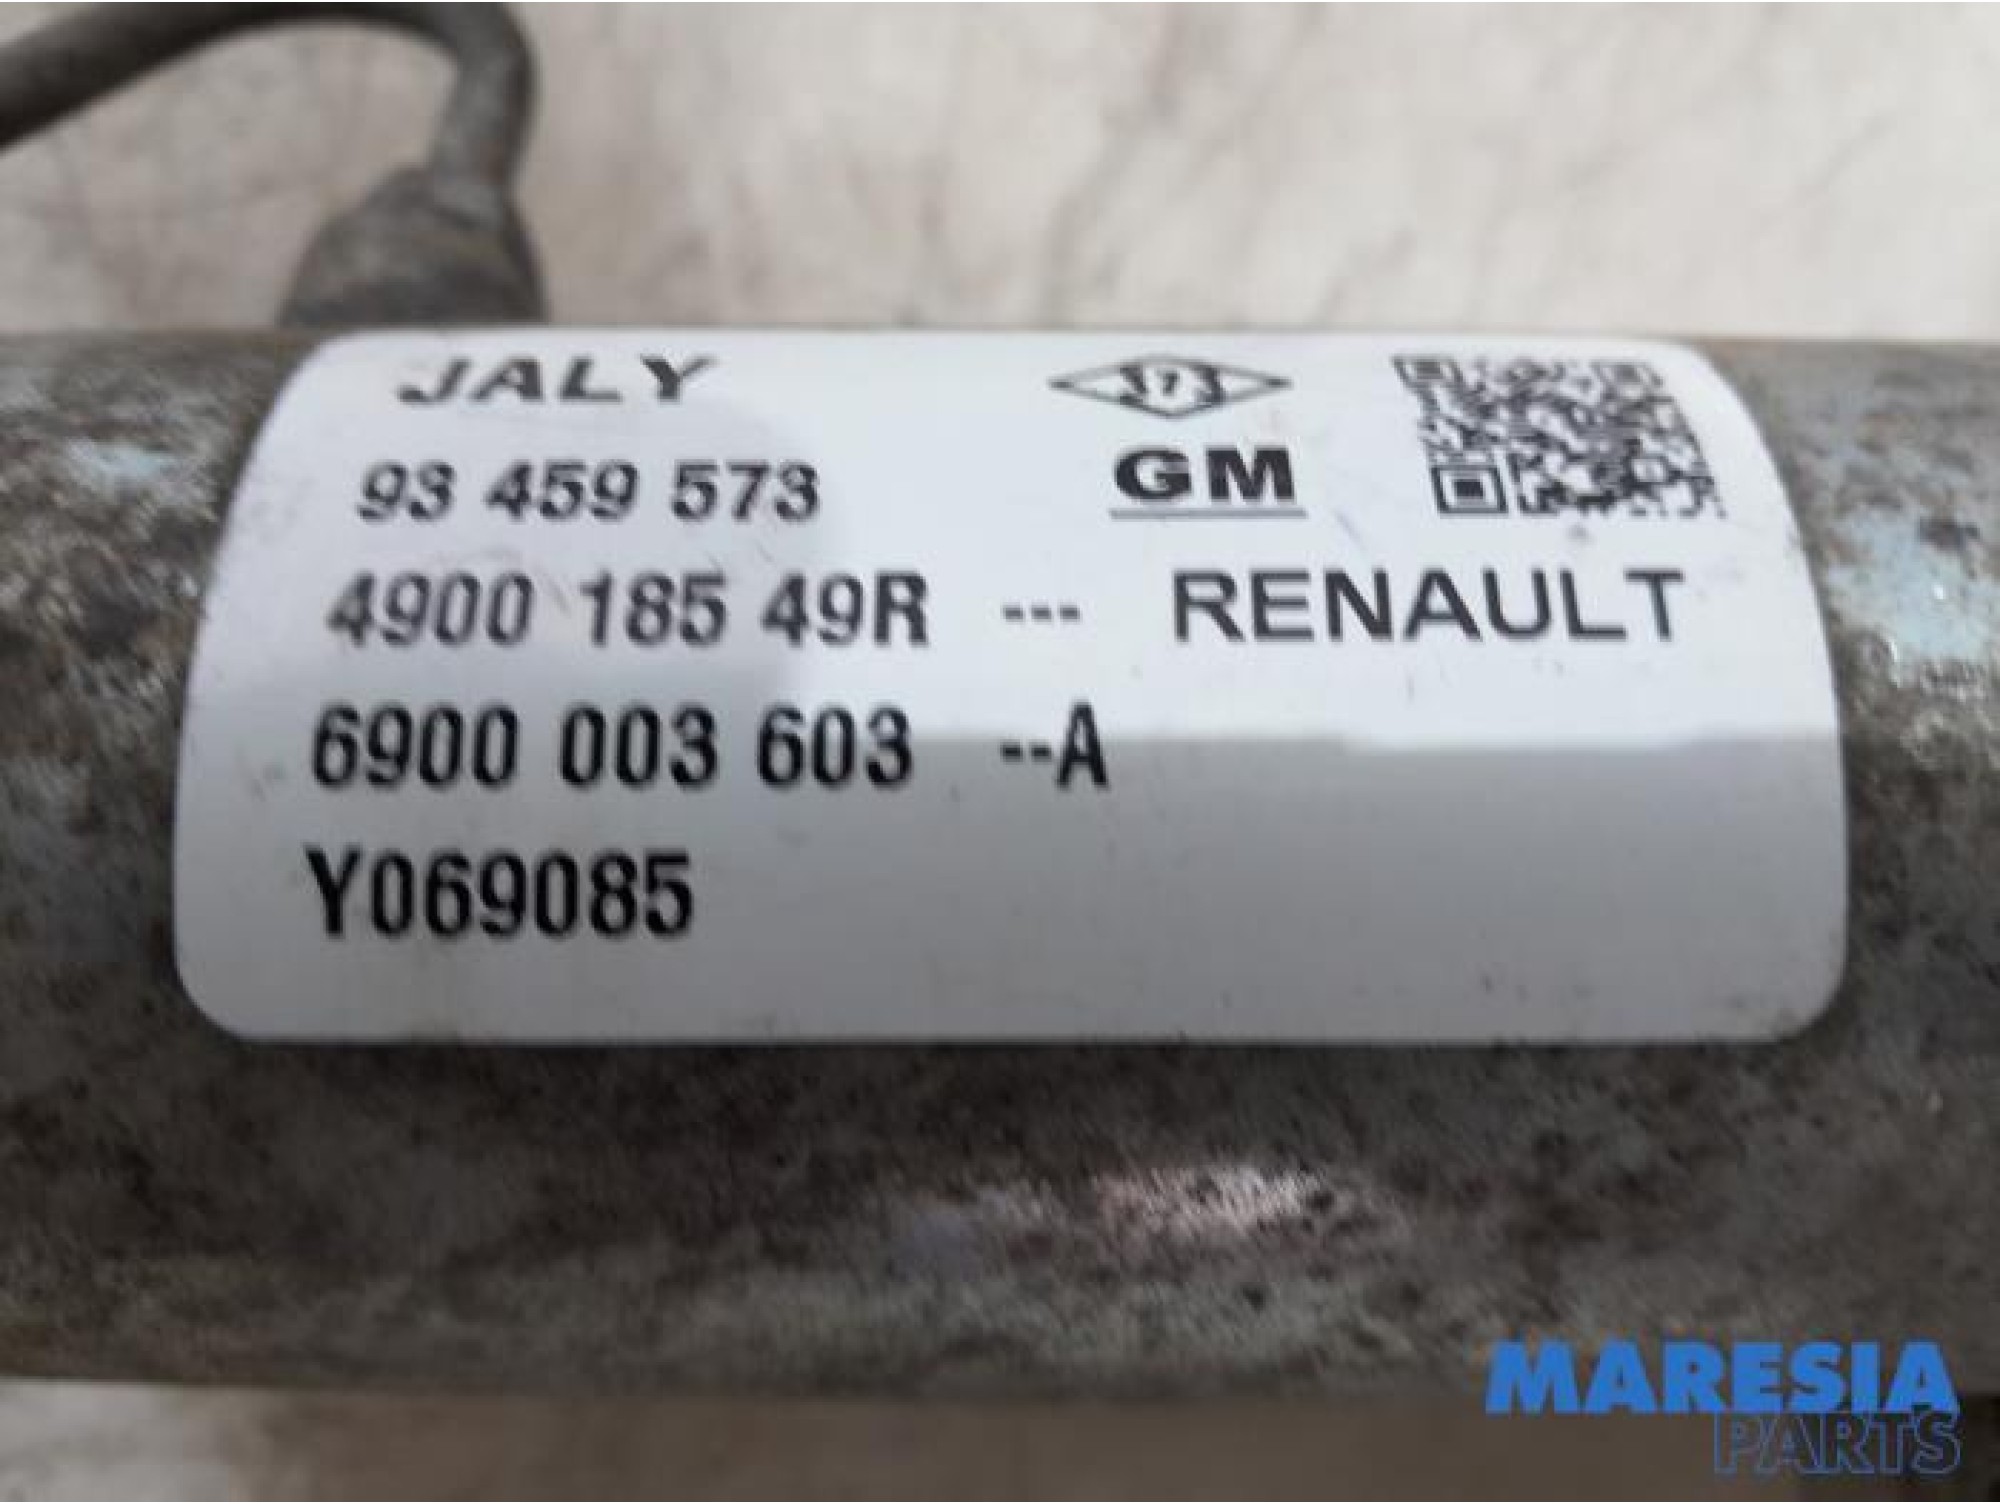 JALY
93 459 573 GM
4900 185 49R --- RENAULT
6900 003 603 --A
Y069085
MARESIA
PARTS